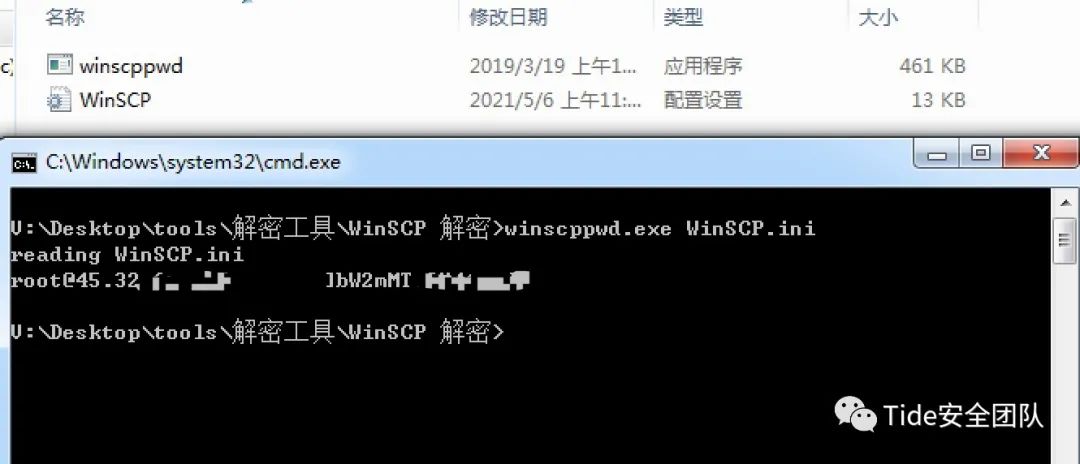 名称 修改日期 类型 大小
winscppwd 2019/3/19 上午1... 应用程序 461 KB
WinSCP 2021/5/6 上午11:... 配置设置 13 KB
C:\Windows\system32\cmd.exe
V:\Desktop\tools\解密工具\WinSCP 解密>winscppwd.exe WinSCP.ini
reading WinSCP.ini
root@45.32 lbW2mMT
V:\Desktop\tools\解密工具\WinSCP 解密>
Tide安全团队